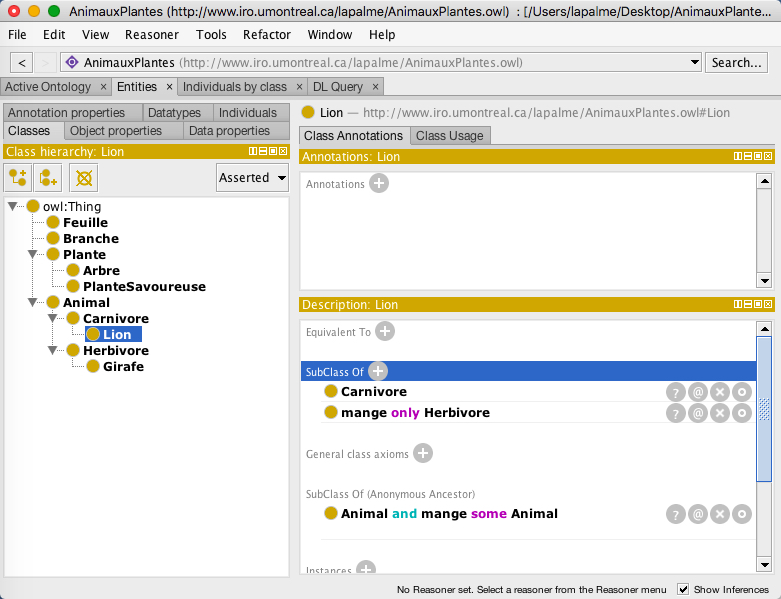 AnimauxPlantes (http://www.iro.umontreal.ca/lapalme/AnimauxPlantes.owl) : [/Users/lapalme/Desktop/AnimauxPlante...
File Edit View Reasoner Tools Refactor Window Help
< > AnimauxPlantes (http://www.iro.umontreal.ca/lapalme/AnimauxPlantes.owl) Search...
Active Ontology × Entities × Individuals by class × DL Query ×
Annotation properties Datatypes Individuals
Classes Object properties Data properties
Class hierarchy: Lion
Asserted
owl:Thing
Feuille
Branche
Plante
Arbre
PlanteSavoureuse
Animal
Carnivore
Lion
Herbivore
Girafe
Lion — http://www.iro.umontreal.ca/lapalme/AnimauxPlantes.owl#Lion
Class Annotations Class Usage
Annotations: Lion
Annotations +
Description: Lion
Equivalent To +
SubClass Of +
Carnivore ? @ × o
mange only Herbivore ? @ × o
General class axioms +
SubClass Of (Anonymous Ancestor)
Animal and mange some Animal ? @ × o
Instances +
No Reasoner set. Select a reasoner from the Reasoner menu Show Inferences